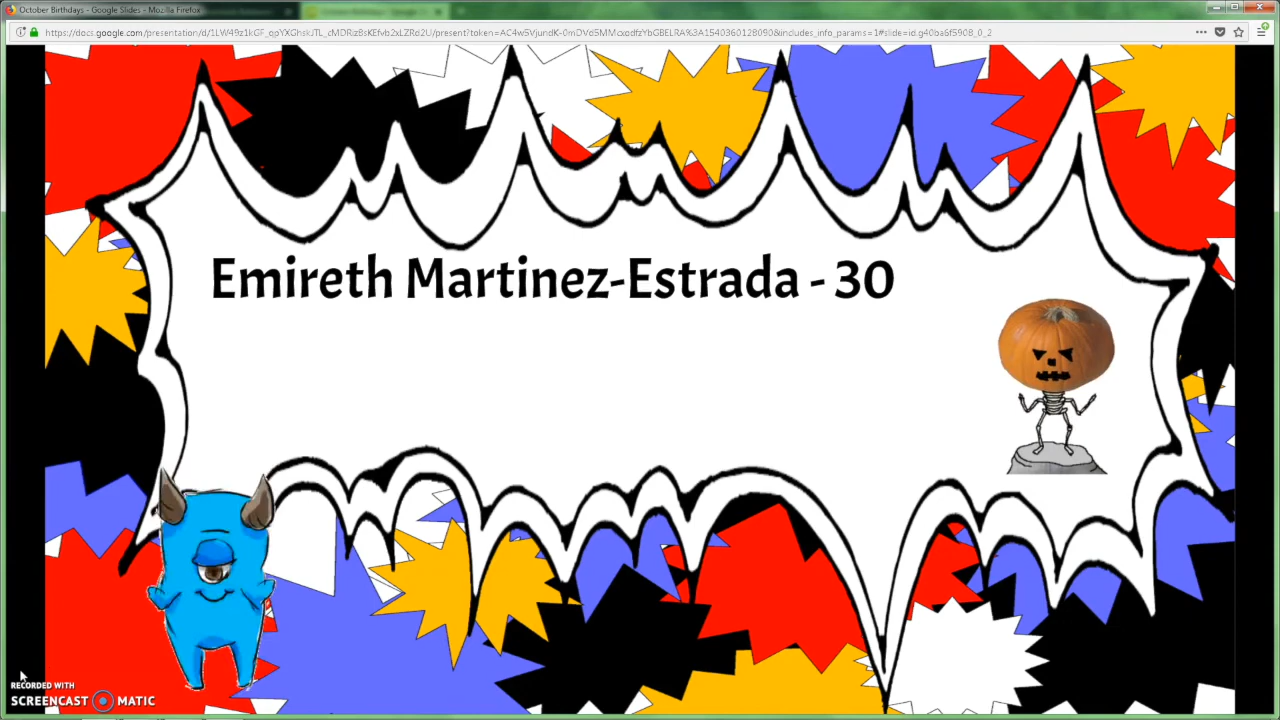 October Birthdays - Google Slides - Mozilla Firefox
Emireth Martinez-Estrada - 30
RECORDED WITH
SCREENCAST MATIC